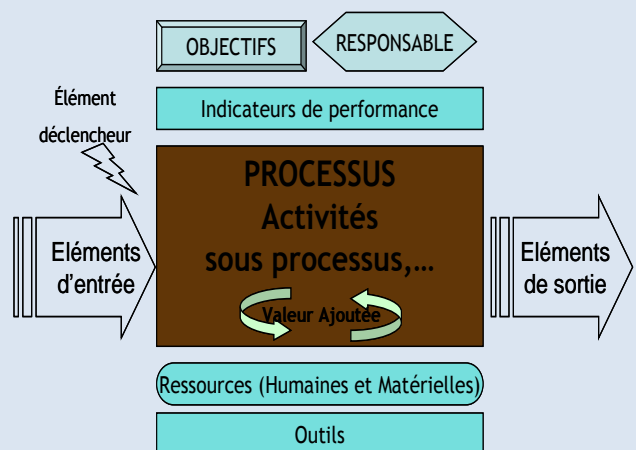 OBJECTIFS
RESPONSABLE
Élément
déclencheur
Indicateurs de performance
PROCESSUS
Activités
sous processus,...
Valeur Ajoutée
Eléments
d'entrée
Eléments
de sortie
Ressources (Humaines et Matérielles)
Outils